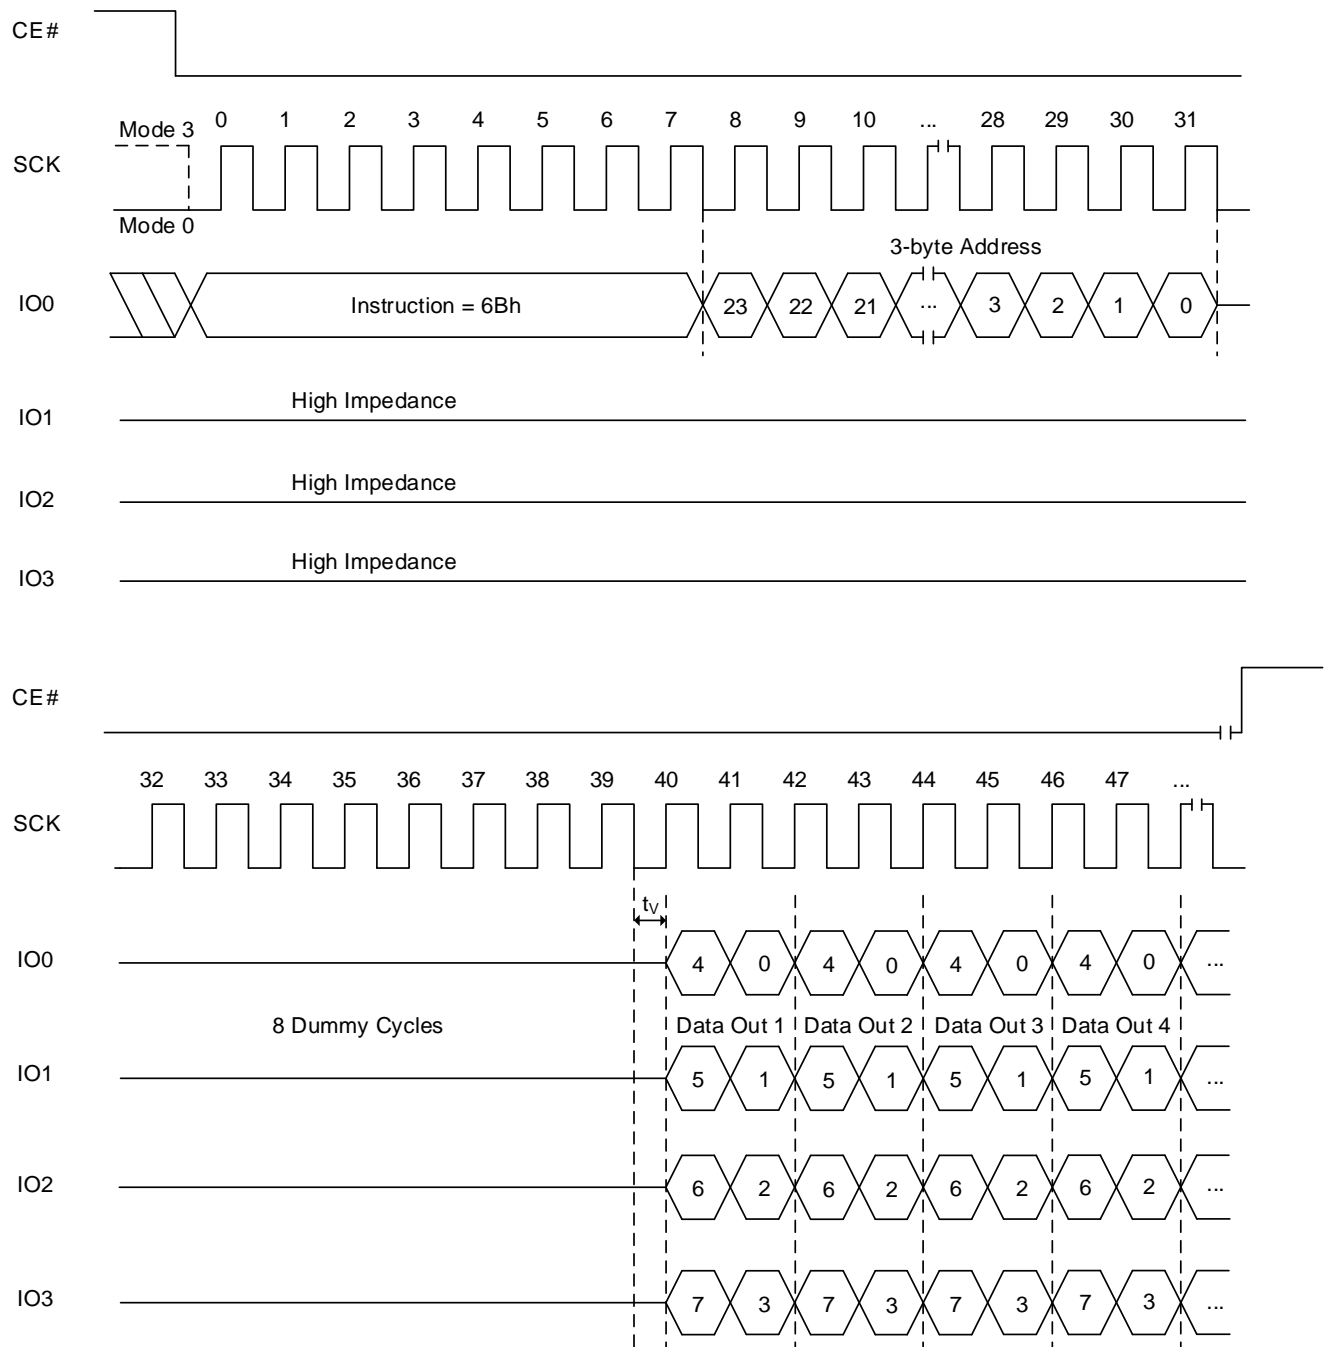 CE#
Mode 3 0 1 2 3 4 5 6 7 8 9 10 ... 28 29 30 31
SCK
Mode 0
3-byte Address
IO0 Instruction = 6Bh 23 22 21 ... 3 2 1 0
High Impedance
IO1
High Impedance
IO2
High Impedance
IO3
CE#
32 33 34 35 36 37 38 39 40 41 42 43 44 45 46 47 ...
SCK
tV
IO0 4 0 4 0 4 0 4 0 ...
8 Dummy Cycles Data Out 1 Data Out 2 Data Out 3 Data Out 4
IO1 5 1 5 1 5 1 5 1 ...
IO2 6 2 6 2 6 2 6 2 ...
IO3 7 3 7 3 7 3 7 3 ...